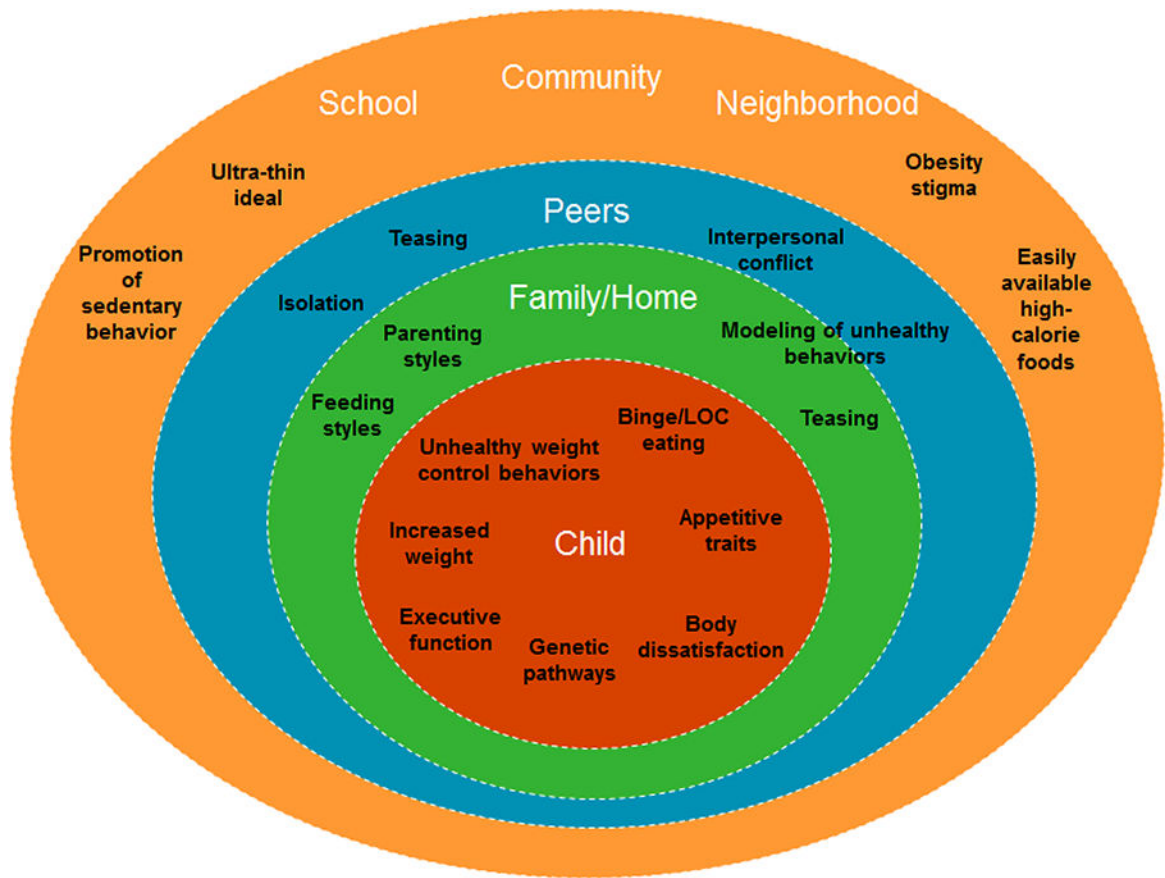 Community
School
Neighborhood
Ultra-thin
ideal
Obesity
stigma
Promotion
of
sedentary
behavior
Easily
available
high-
calorie
foods
Peers
Teasing
Interpersonal
conflict
Isolation
Family/Home
Parenting
styles
Modeling of unhealthy
behaviors
Feeding
styles
Teasing
Binge/LOC
eating
Unhealthy weight
control behaviors
Increased
weight
Child
Appetitive
traits
Executive
function
Genetic
pathways
Body
dissatisfaction